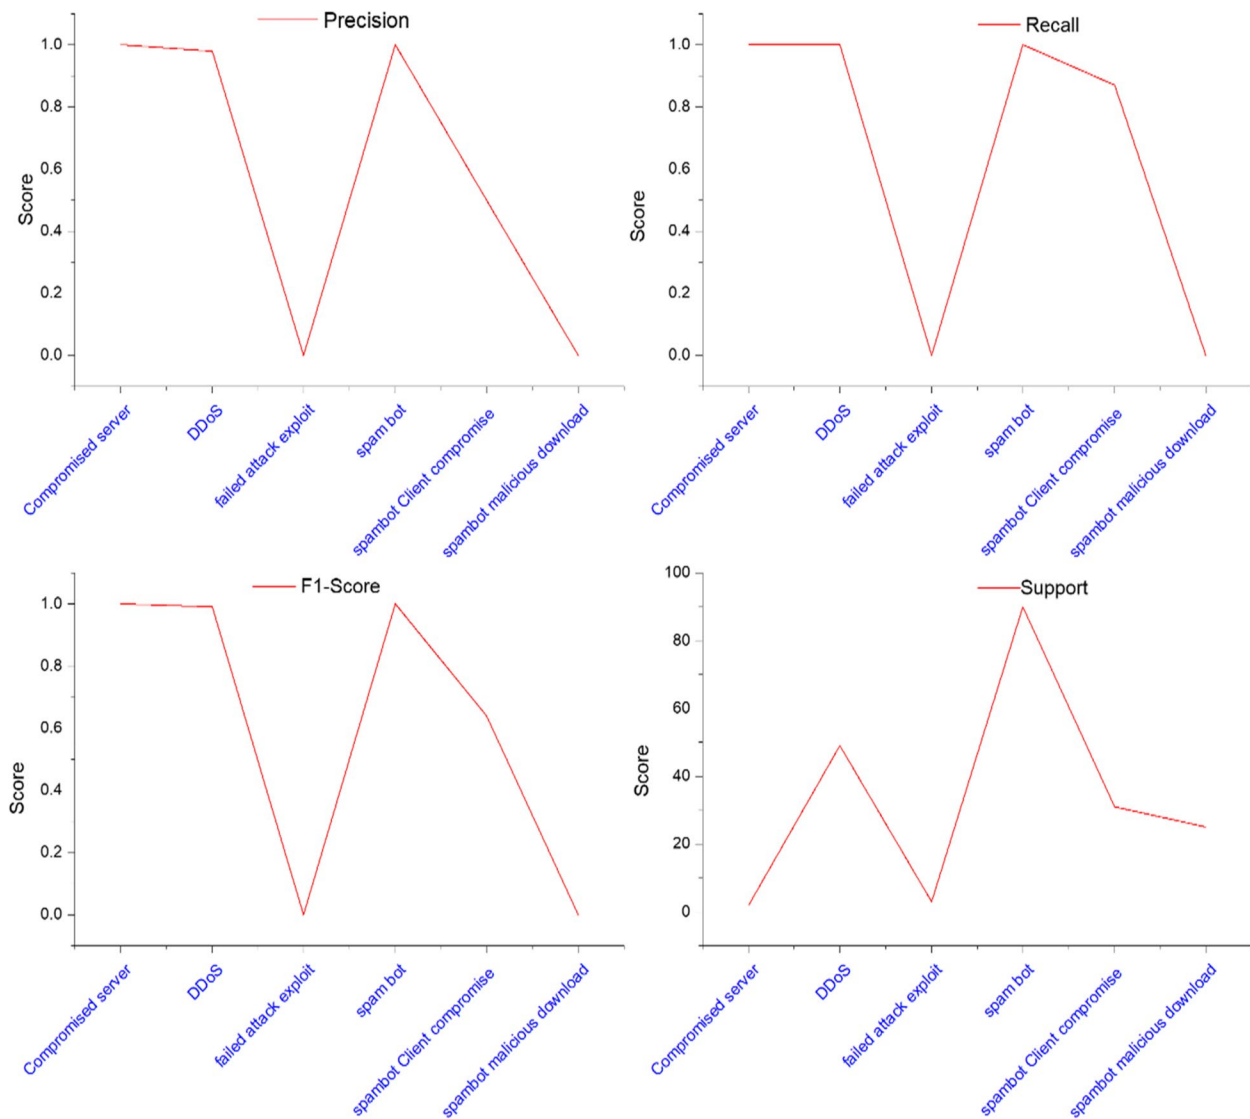 Precision
1.0
0.8
0.6
0.4
0.2
0.0
Score
Compromised server
DDoS
failed attack exploit
spam bot
spambot Client compromise
spambot malicious download
Recall
1.0
0.8
0.6
0.4
0.2
0.0
Score
Compromised server
DDoS
failed attack exploit
spam bot
spambot Client compromise
spambot malicious download
F1-Score
1.0
0.8
0.6
0.4
0.2
0.0
Score
Compromised server
DDoS
failed attack exploit
spam bot
spambot Client compromise
spambot malicious download
Support
100
80
60
40
20
0
Score
Compromised server
DDoS
failed attack exploit
spam bot
spambot Client compromise
spambot malicious download